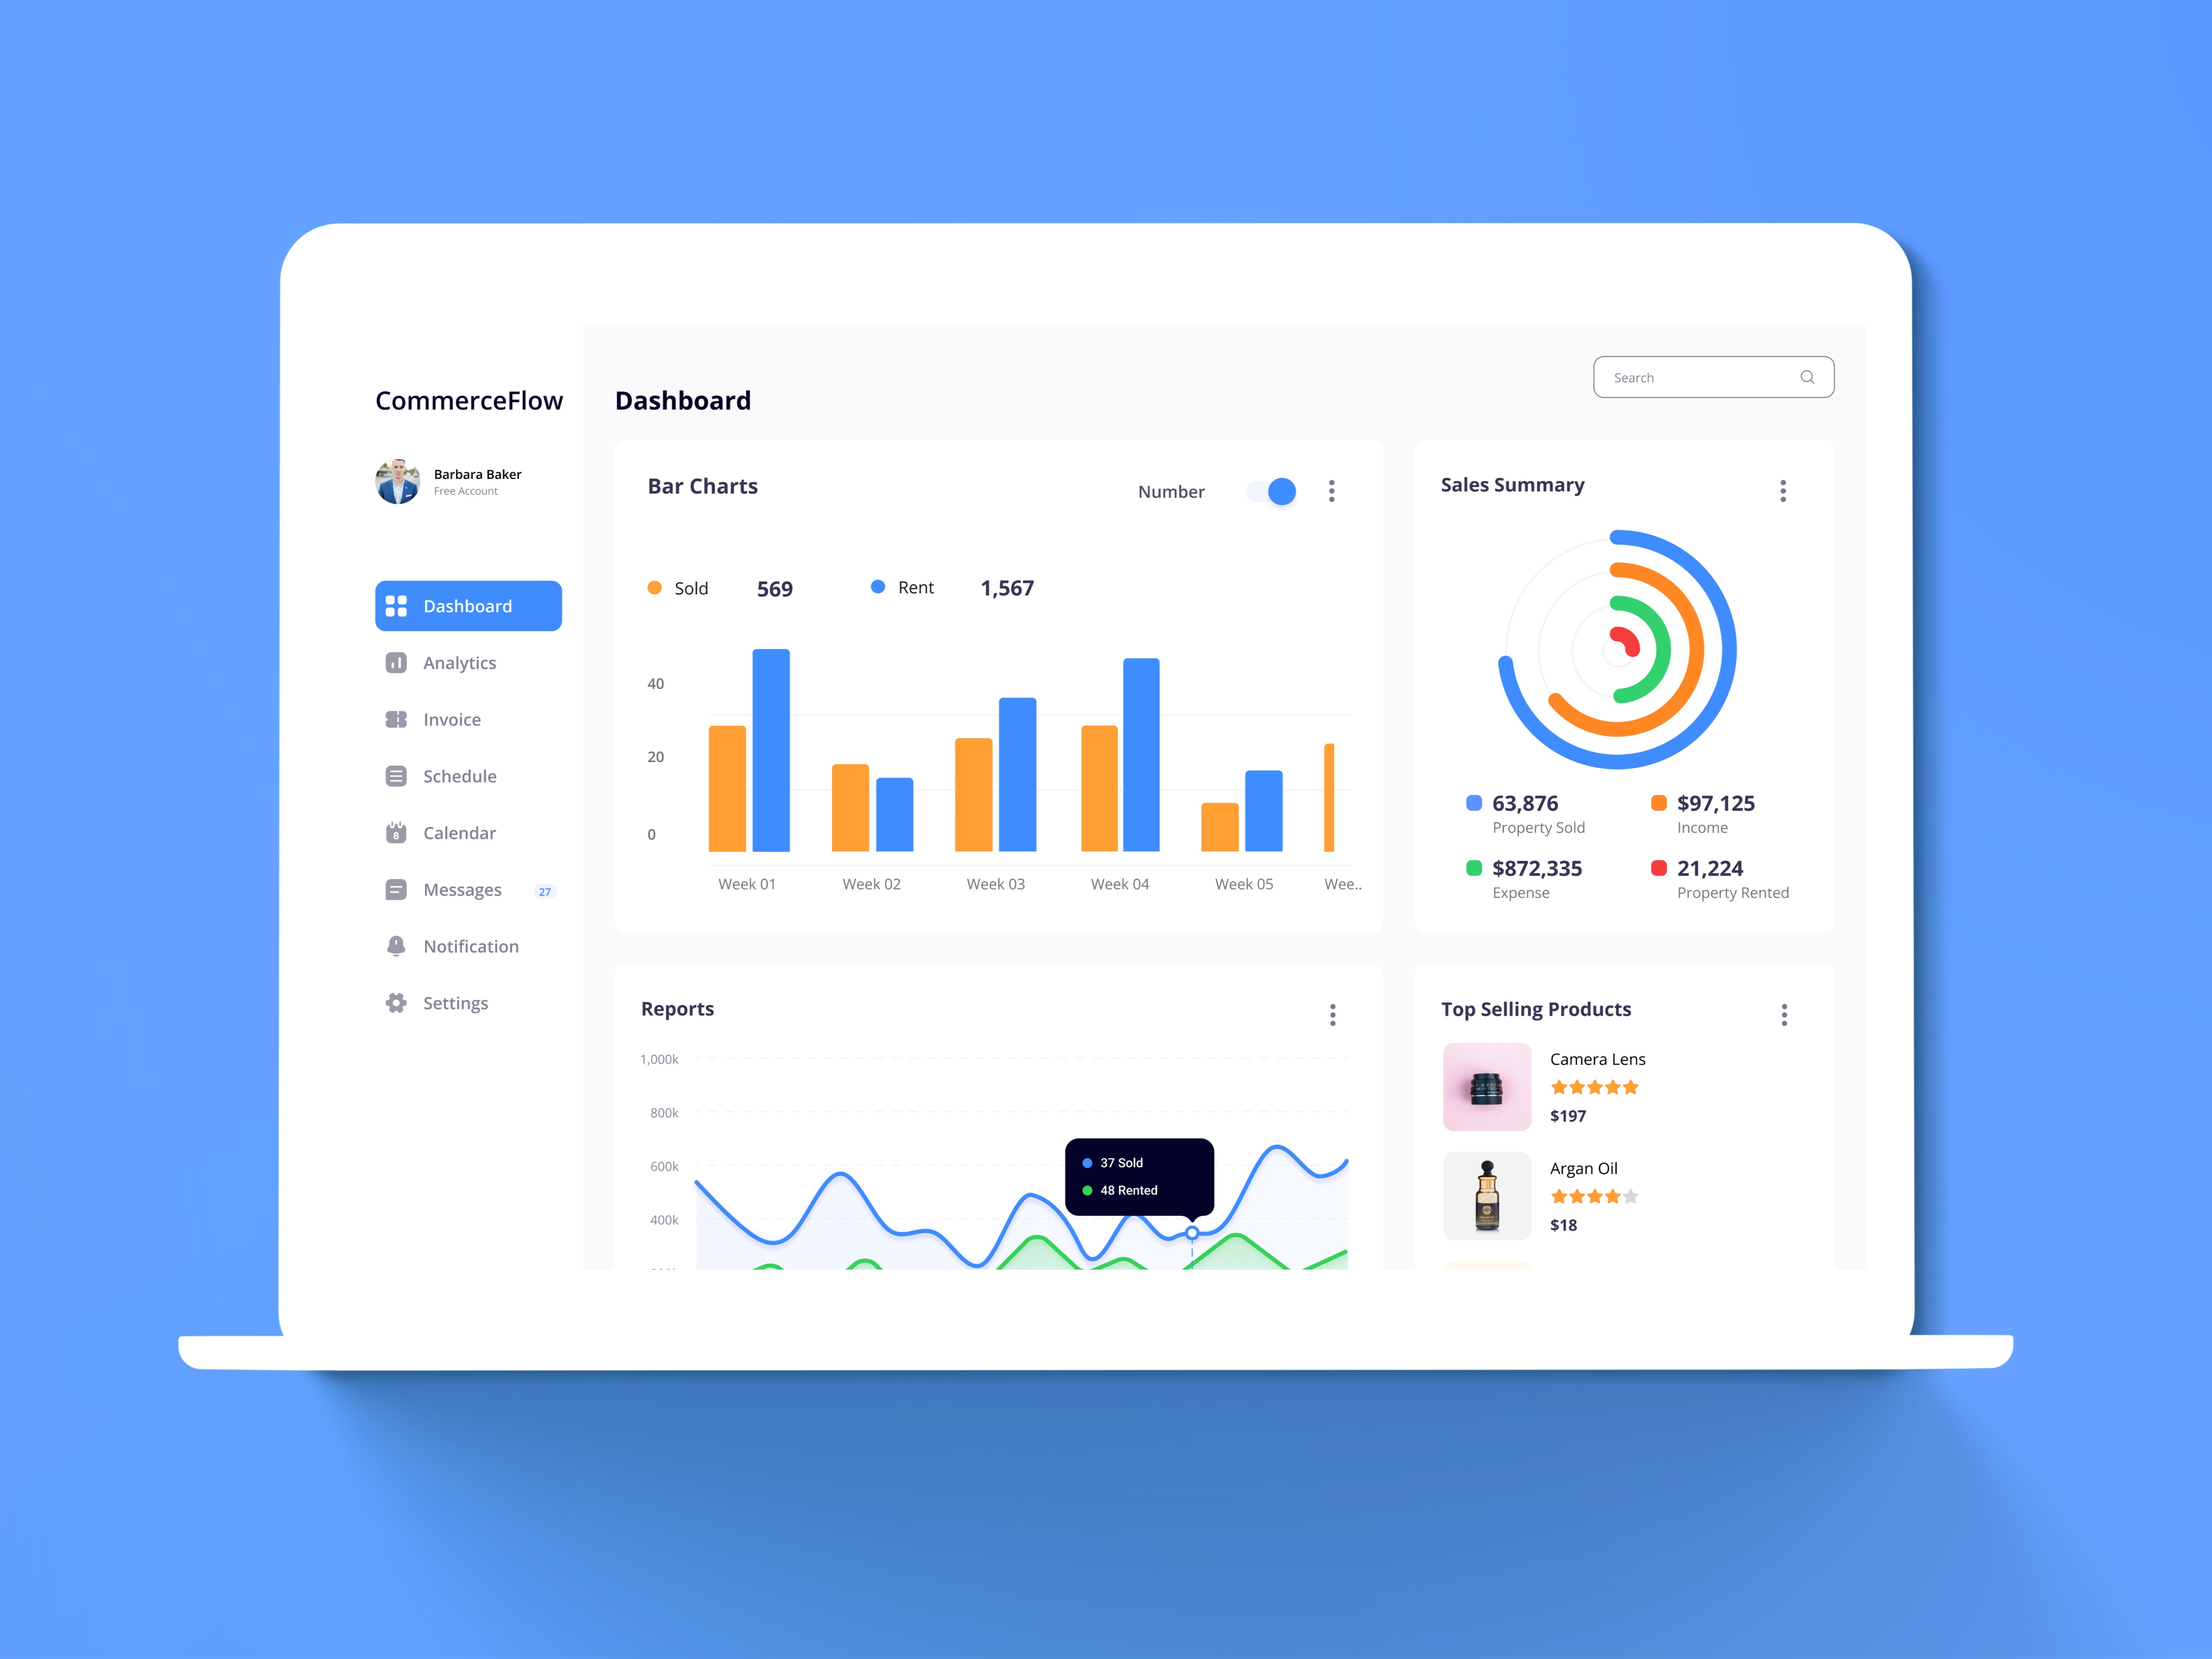 CommerceFlow
Barbara Baker
Free Account
Dashboard
Analytics
Invoice
Schedule
8
Calendar
Messages 27
Notification
Settings
Dashboard
Search
Bar Charts
Number
Sold 569 Rent 1,567
40
20
0
Week 01 Week 02 Week 03 Week 04 Week 05 Wee..
Sales Summary
63,876
Property Sold
$97,125
Income
$872,335
Expense
21,224
Property Rented
Reports
1,000k
800k
600k
400k
37 Sold
48 Rented
Top Selling Products
Camera Lens
$197
Argan Oil
$18